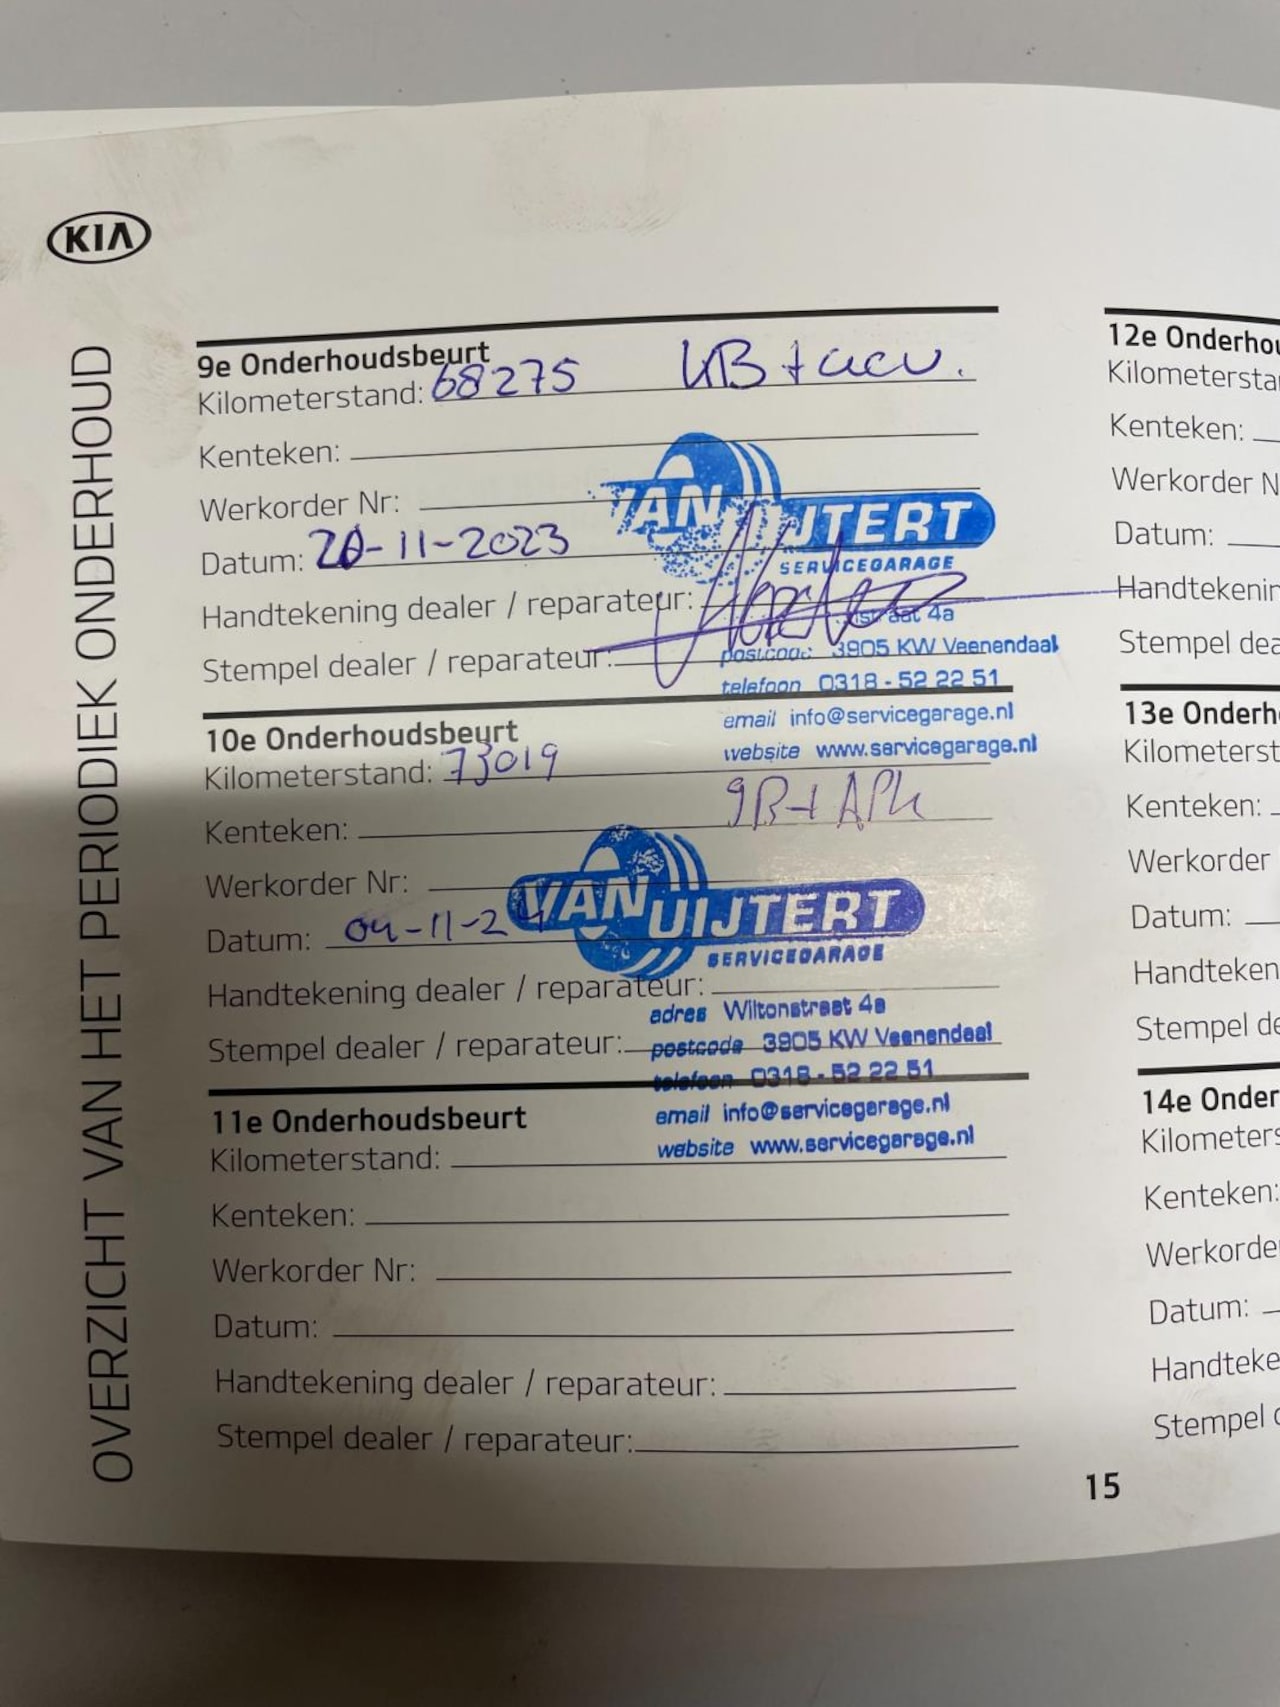 KIA
OVERZICHT VAN HET PERIODIEK ONDERHOUD
9e Onderhoudsbeurt
Kilometerstand: 68275 KB + accu.
Kenteken:
Werkorder Nr:
VAN UIJTERT
Datum: 20-11-2023
SERVICEGARAGE
Handtekening dealer / reparateur:
4a
Stempel dealer / reparateur:
postcode 3905 KW Veenendaal
telefoon 0318 - 52 22 51
email info@servicegarage.nl
website www.servicegarage.nl
10e Onderhoudsbeurt
Kilometerstand: 73019
GB + APK
Kenteken:
Werkorder Nr:
VAN UIJTERT
Datum: 04-11-24
SERVICEGARAGE
Handtekening dealer / reparateur:
adres Wiltonstraat 4a
Stempel dealer / reparateur:
postcode 3905 KW Veenendaal
telefoon 0318 - 52 22 51
email info@servicegarage.nl
website www.servicegarage.nl
11e Onderhoudsbeurt
Kilometerstand:
Kenteken:
Werkorder Nr:
Datum:
Handtekening dealer / reparateur:
Stempel dealer / reparateur:
12e Onderhou
Kilometersta
Kenteken:
Werkorder N
Datum:
Handtekenin
Stempel dea
13e Onderh
Kilometerst
Kenteken:
Werkorder
Datum:
Handteken
Stempel de
14e Onder
Kilometers
Kenteken:
Werkorde
Datum:
Handteke
Stempel d
15